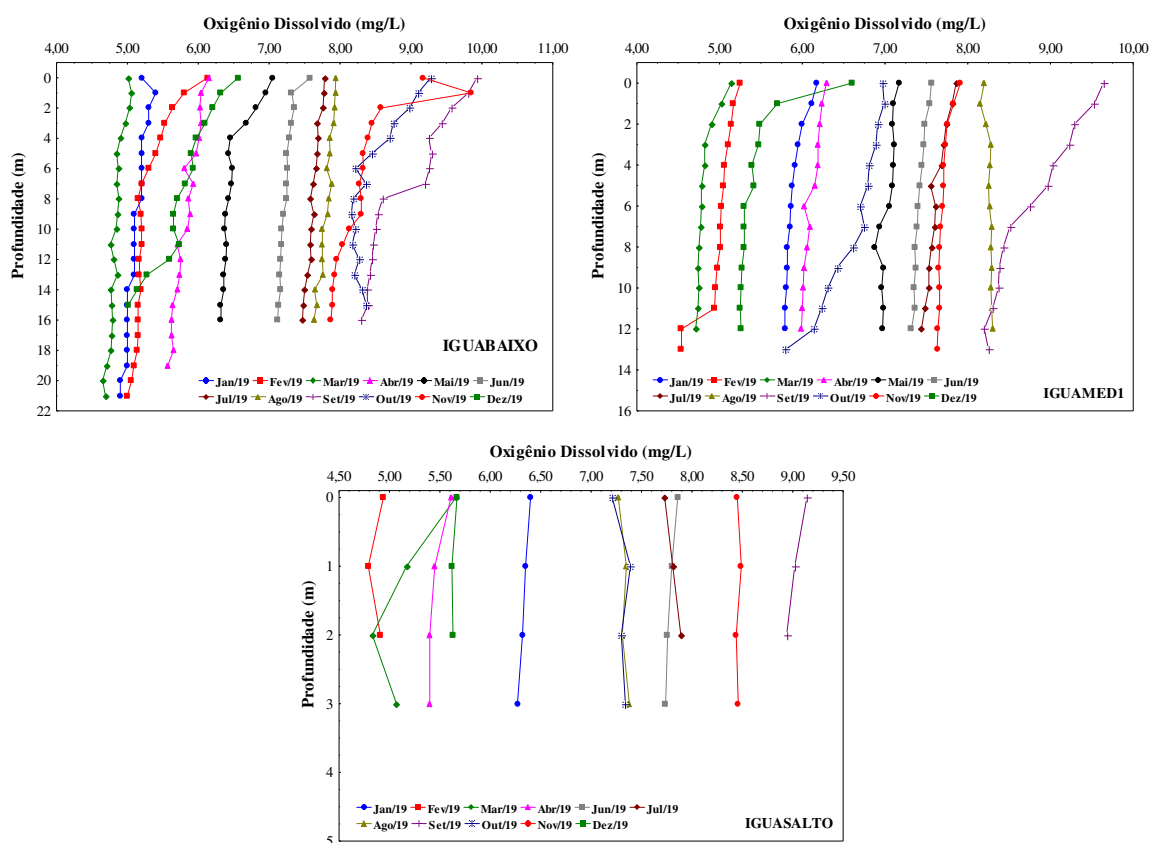 Oxigênio Dissolvido (mg/L)
4,00 5,00 6,00 7,00 8,00 9,00 10,00 11,00
Profundidade (m)
0
2
4
6
8
10
12
14
16
18
20
22
IGUABAIXO
Jan/19 Fev/19 Mar/19 Abr/19 Mai/19 Jun/19
Jul/19 Ago/19 Set/19 Out/19 Nov/19 Dez/19
Oxigênio Dissolvido (mg/L)
4,00 5,00 6,00 7,00 8,00 9,00 10,00
Profundidade (m)
0
2
4
6
8
10
12
14
16
Jan/19 Fev/19 Mar/19 Abr/19 Mai/19 Jun/19
Jul/19 Ago/19 Set/19 Out/19 Nov/19 Dez/19
IGUAMED1
Oxigênio Dissolvido (mg/L)
4,50 5,00 5,50 6,00 6,50 7,00 7,50 8,00 8,50 9,00 9,50
Profundidade (m)
0
1
2
3
4
5
Jan/19 Fev/19 Mar/19 Abr/19 Jun/19 Jul/19
Ago/19 Set/19 Out/19 Nov/19 Dez/19
IGUASALTO